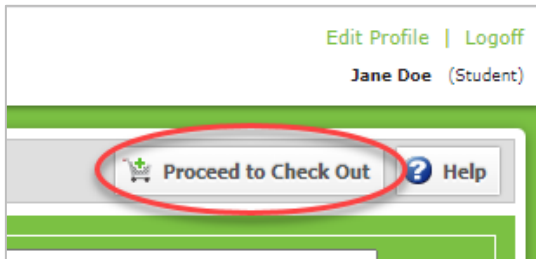 Edit Profile | Logoff
Jane Doe (Student)
Proceed to Check Out
Help